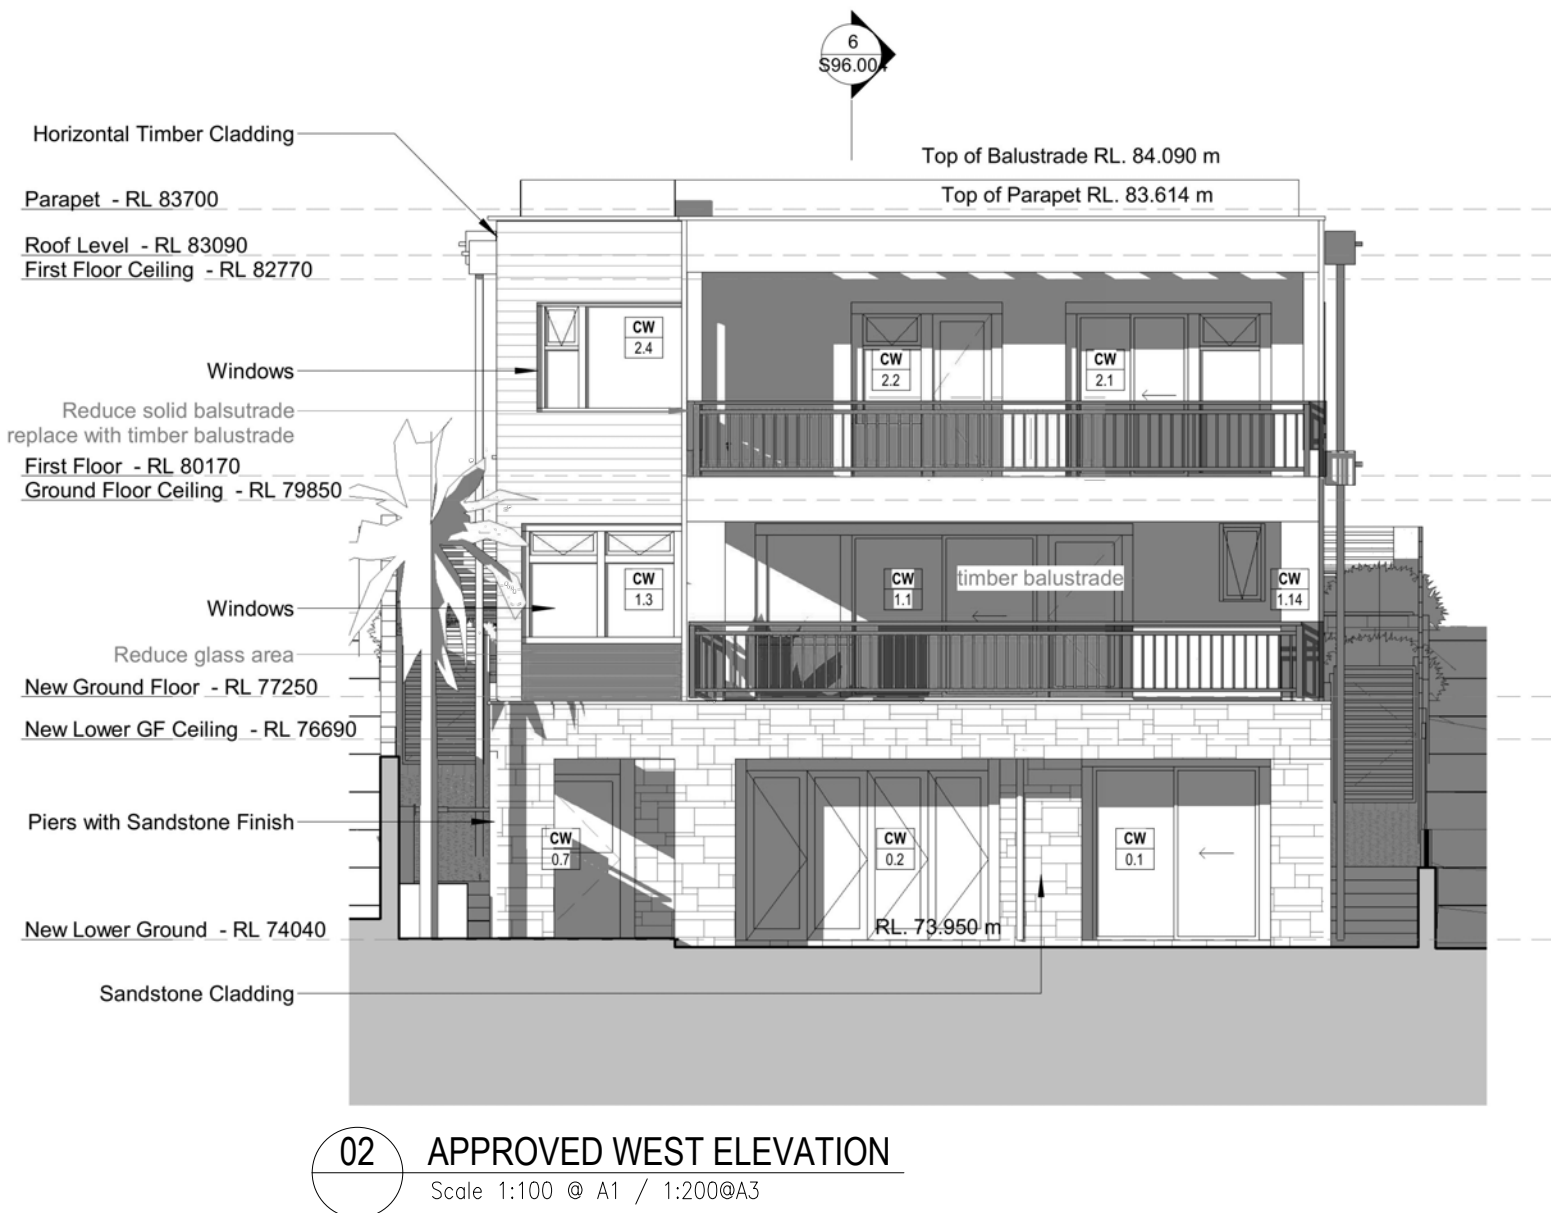 6
S96.004
Horizontal Timber Cladding
Top of Balustrade RL. 84.090 m
Parapet - RL 83700
Top of Parapet RL. 83.614 m
Roof Level - RL 83090
First Floor Ceiling - RL 82770
CW
2.4
CW
2.2
CW
2.1
Windows
Reduce solid balsutrade
replace with timber balustrade
First Floor - RL 80170
Ground Floor Ceiling - RL 79850
CW
1.3
CW
1.1
timber balustrade
CW
1.14
Windows
Reduce glass area
New Ground Floor - RL 77250
New Lower GF Ceiling - RL 76690
Piers with Sandstone Finish
CW
0.7
CW
0.2
CW
0.1
New Lower Ground - RL 74040
RL. 73.950 m
Sandstone Cladding
02
APPROVED WEST ELEVATION
Scale 1:100 @ A1 / 1:200@A3